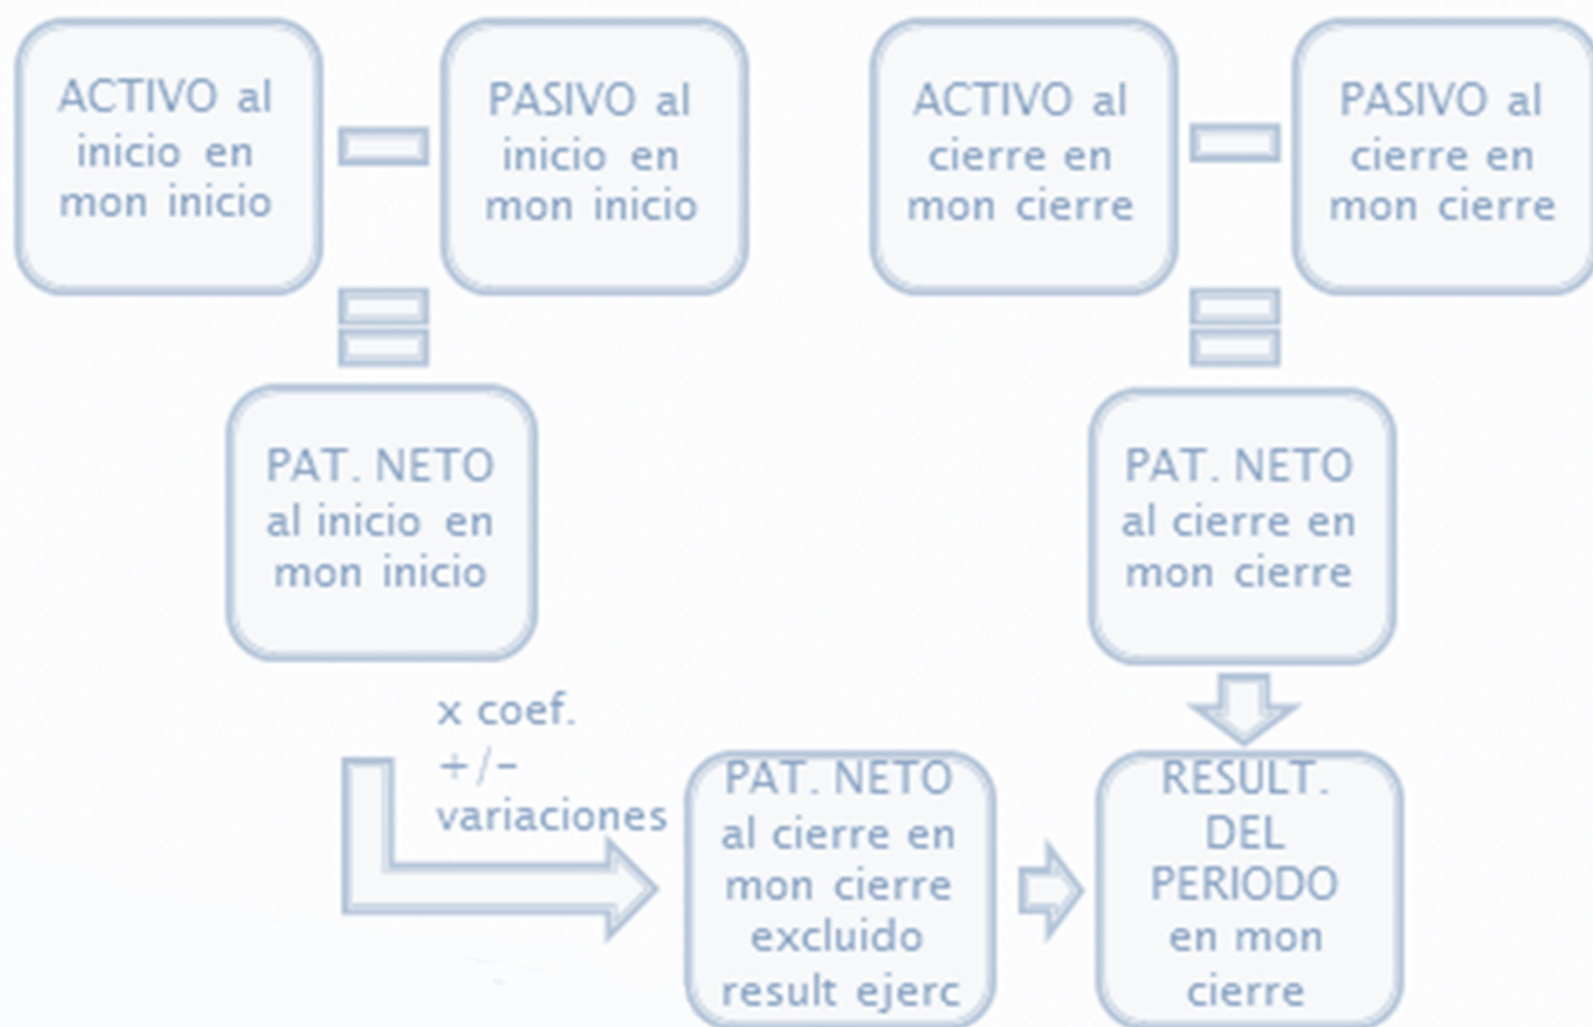 ACTIVO al
inicio en
mon inicio
PASIVO al
inicio en
mon inicio
ACTIVO al
cierre en
mon cierre
PASIVO al
cierre en
mon cierre
PAT. NETO
al inicio en
mon inicio
PAT. NETO
al cierre en
mon cierre
x coef.
+/-
variaciones
PAT. NETO
al cierre en
mon cierre
excluido
result ejerc
RESULT.
DEL
PERIODO
en mon
cierre